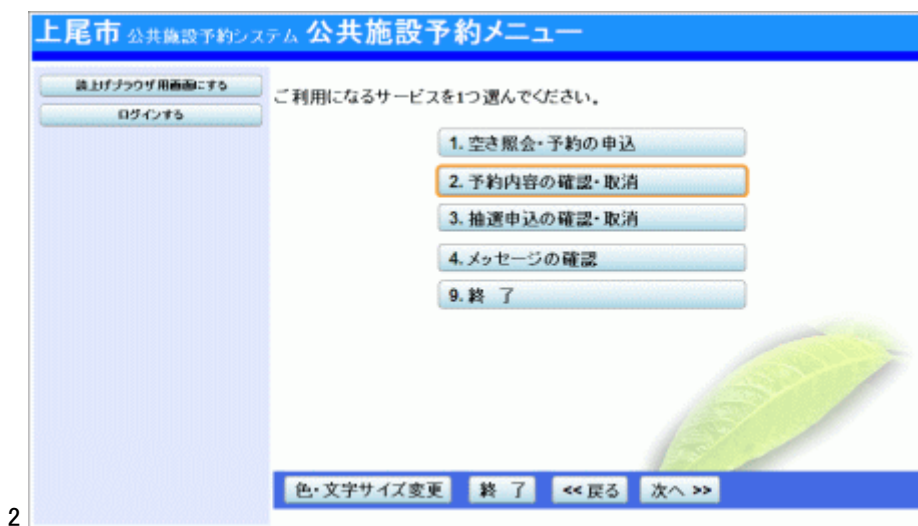 上尾市 公共施設予約システム 公共施設予約メニュー
読上げブラウザ用画面にする
ログインする
ご利用になるサービスを1つ選んでください。
1. 空き照会・予約の申込
2. 予約内容の確認・取消
3. 抽選申込の確認・取消
4. メッセージの確認
9. 終 了
色・文字サイズ変更 終 了 << 戻る 次へ >>
2